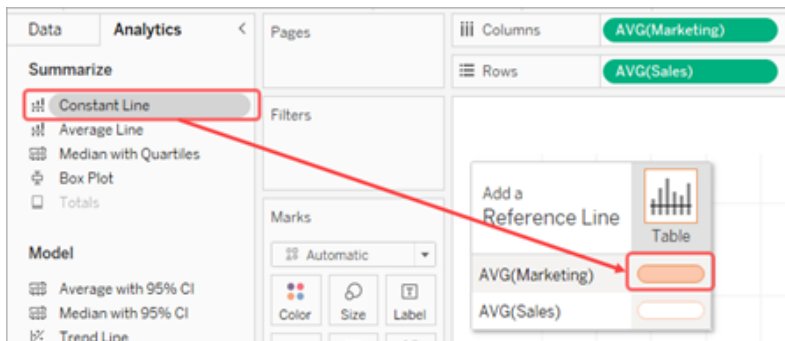 Data
Analytics
Pages
Columns
AVG(Marketing)
Rows
AVG(Sales)
Summarize
Constant Line
Average Line
Median with Quartiles
Box Plot
Totals
Model
Average with 95% CI
Median with 95% CI
Trend Line
Filters
Marks
Automatic
Color
Size
Label
Add a
Reference Line
Table
AVG(Marketing)
AVG(Sales)